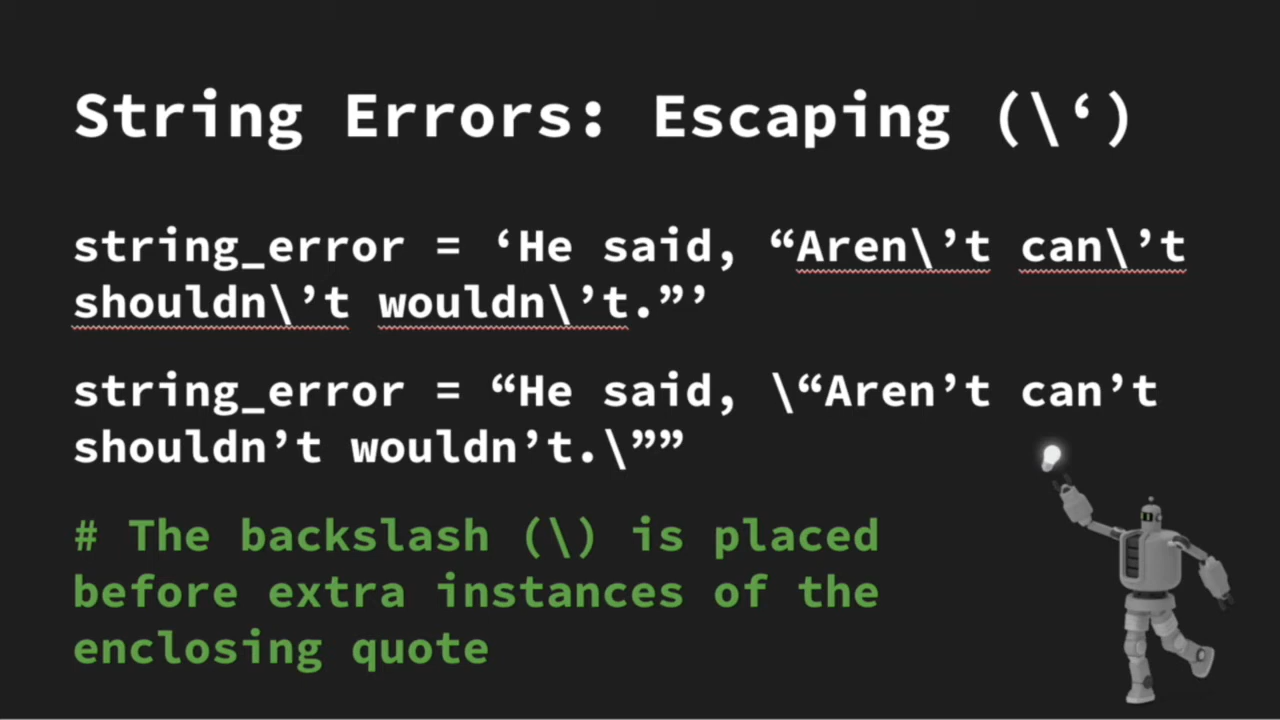 String Errors: Escaping (\‘)
string_error = ‘He said, “Aren\’t can\’t
shouldn\’t wouldn\’t.”’
string_error = “He said, \“Aren’t can’t
shouldn’t wouldn’t.\””
# The backslash (\) is placed
before extra instances of the
enclosing quote